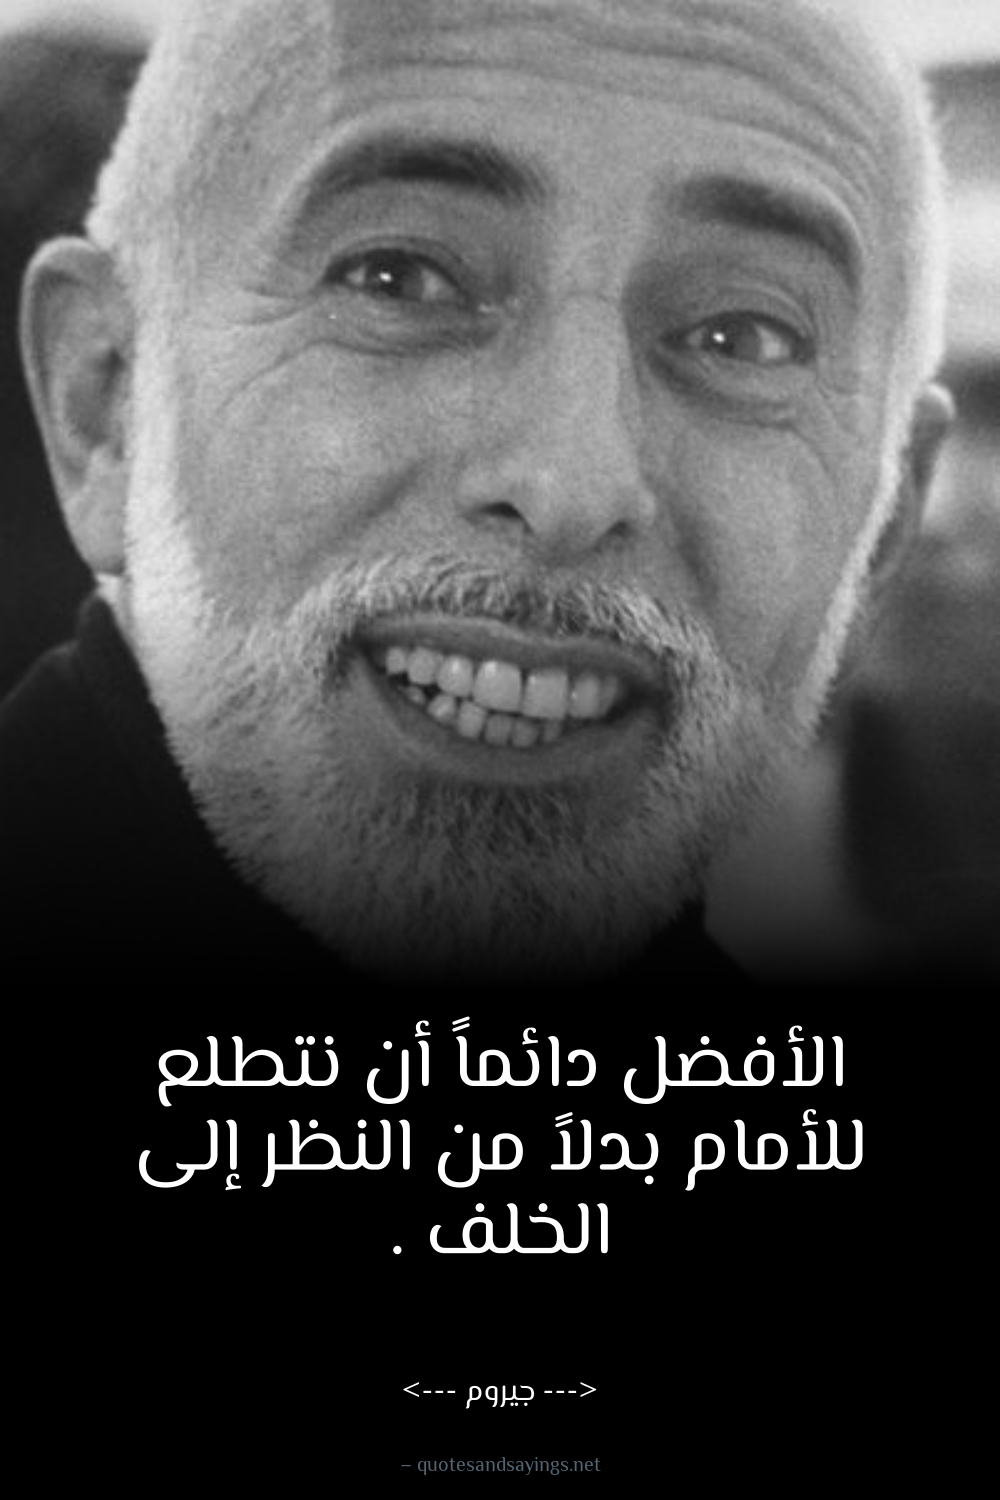 الأفضل دائماً أن نتطلع
للأمام بدلاً من النظر إلى
الخلف .
<--- جيروم --->
– quotesandsayings.net